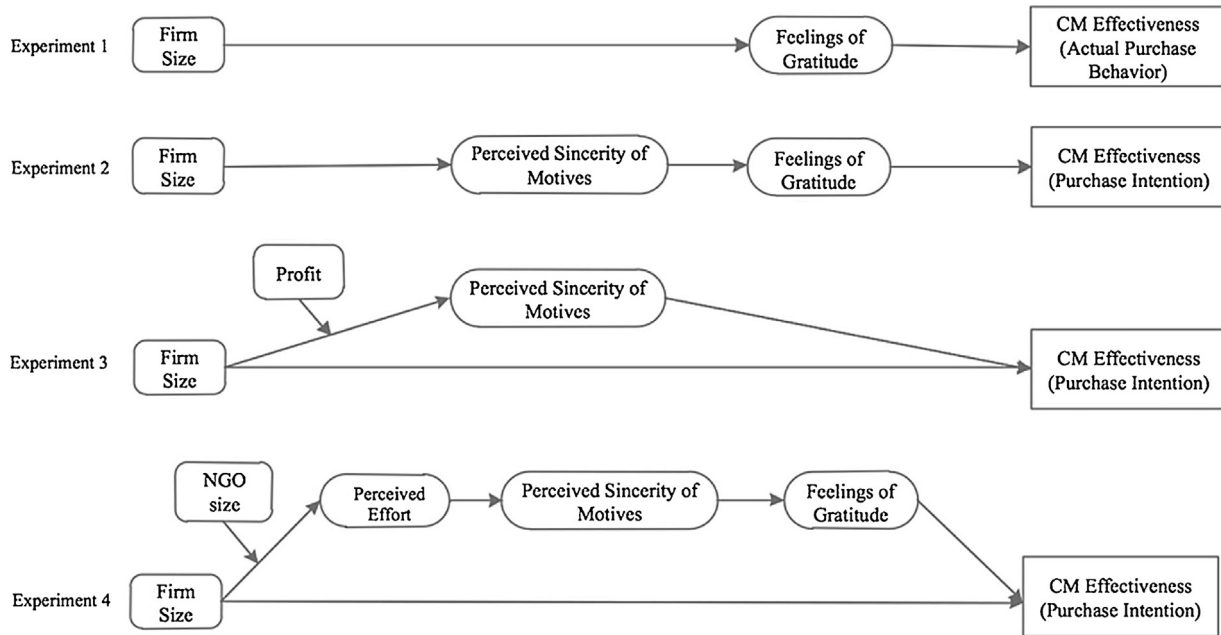 Experiment 1
Firm
Size
Feelings of
Gratitude
CM Effectiveness
(Actual Purchase
Behavior)
Experiment 2
Firm
Size
Perceived Sincerity of
Motives
Feelings of
Gratitude
CM Effectiveness
(Purchase Intention)
Profit
Perceived Sincerity of
Motives
Experiment 3
Firm
Size
CM Effectiveness
(Purchase Intention)
NGO
size
Perceived
Effort
Perceived Sincerity of
Motives
Feelings of
Gratitude
Experiment 4
Firm
Size
CM Effectiveness
(Purchase Intention)